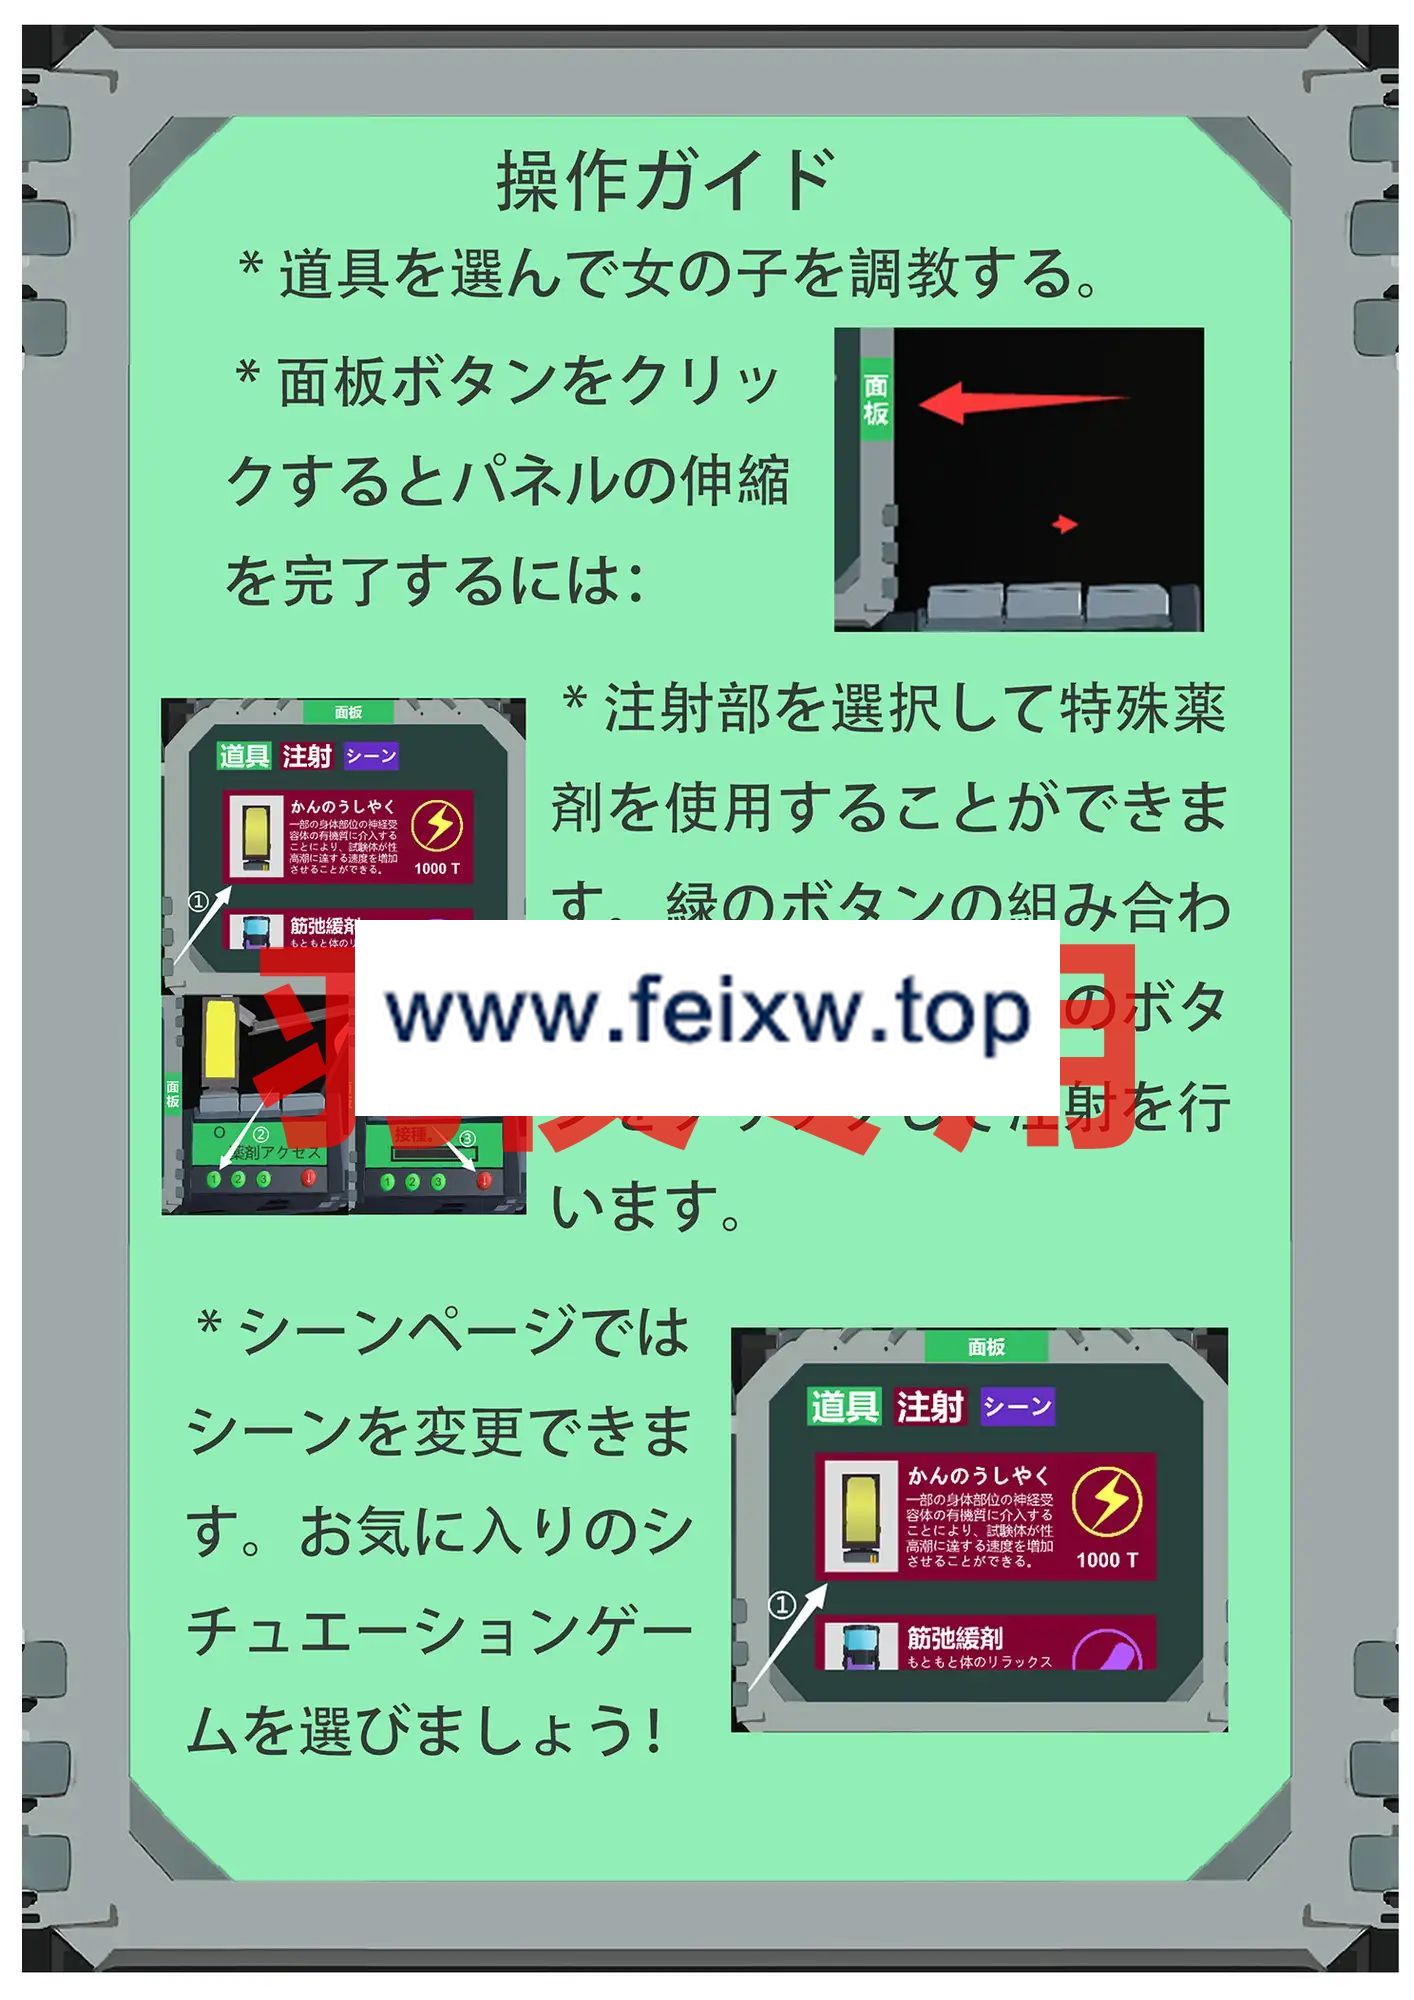 操作ガイド
* 道具を選んで女の子を調教する。
* 面板ボタンをクリッ
クするとパネルの伸縮
を完了するには:
面板
* 注射部を選択して特殊薬
剤を使用することができま
す。緑のボタンの組み合わ
のボタ
注射を行
います。
面板
道具 注射 シーン
かんのうしやく
一部の身体部位の神経受
容体の有機質に介入する
ことにより、試験体が性
高潮に達する速度を増加
させることができる。
1000 T
①
筋弛緩剤
もともと体のリ
面板
②
薬剤アクセス
1 2 3
接種。
③
1 2 3
www.feixw.top
用
* シーンページでは
シーンを変更できま
す。お気に入りのシ
チュエーションゲー
ムを選びましょう!
面板
道具 注射 シーン
かんのうしやく
一部の身体部位の神経受
容体の有機質に介入する
ことにより、試験体が性
高潮に達する速度を増加
させることができる。
1000 T
①
筋弛緩剤
もともと体のリラックス